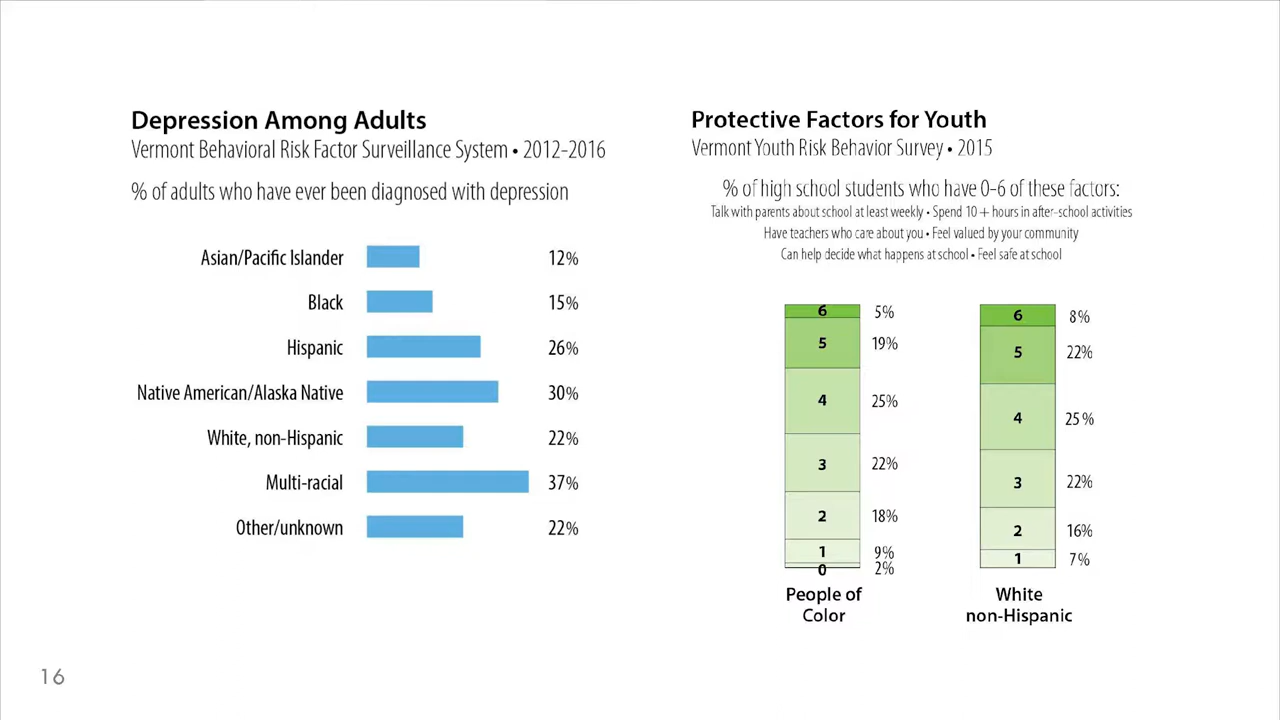 Depression Among Adults
Vermont Behavioral Risk Factor Surveillance System • 2012-2016
% of adults who have ever been diagnosed with depression
Asian/Pacific Islander 12%
Black 15%
Hispanic 26%
Native American/Alaska Native 30%
White, non-Hispanic 22%
Multi-racial 37%
Other/unknown 22%
Protective Factors for Youth
Vermont Youth Risk Behavior Survey • 2015
% of high school students who have 0-6 of these factors:
Talk with parents about school at least weekly • Spend 10 + hours in after-school activities
Have teachers who care about you • Feel valued by your community
Can help decide what happens at school • Feel safe at school
6 5%
5 19%
4 25%
3 22%
2 18%
1 9%
0 2%
People of
Color
6 8%
5 22%
4 25%
3 22%
2 16%
1 7%
White
non-Hispanic
16